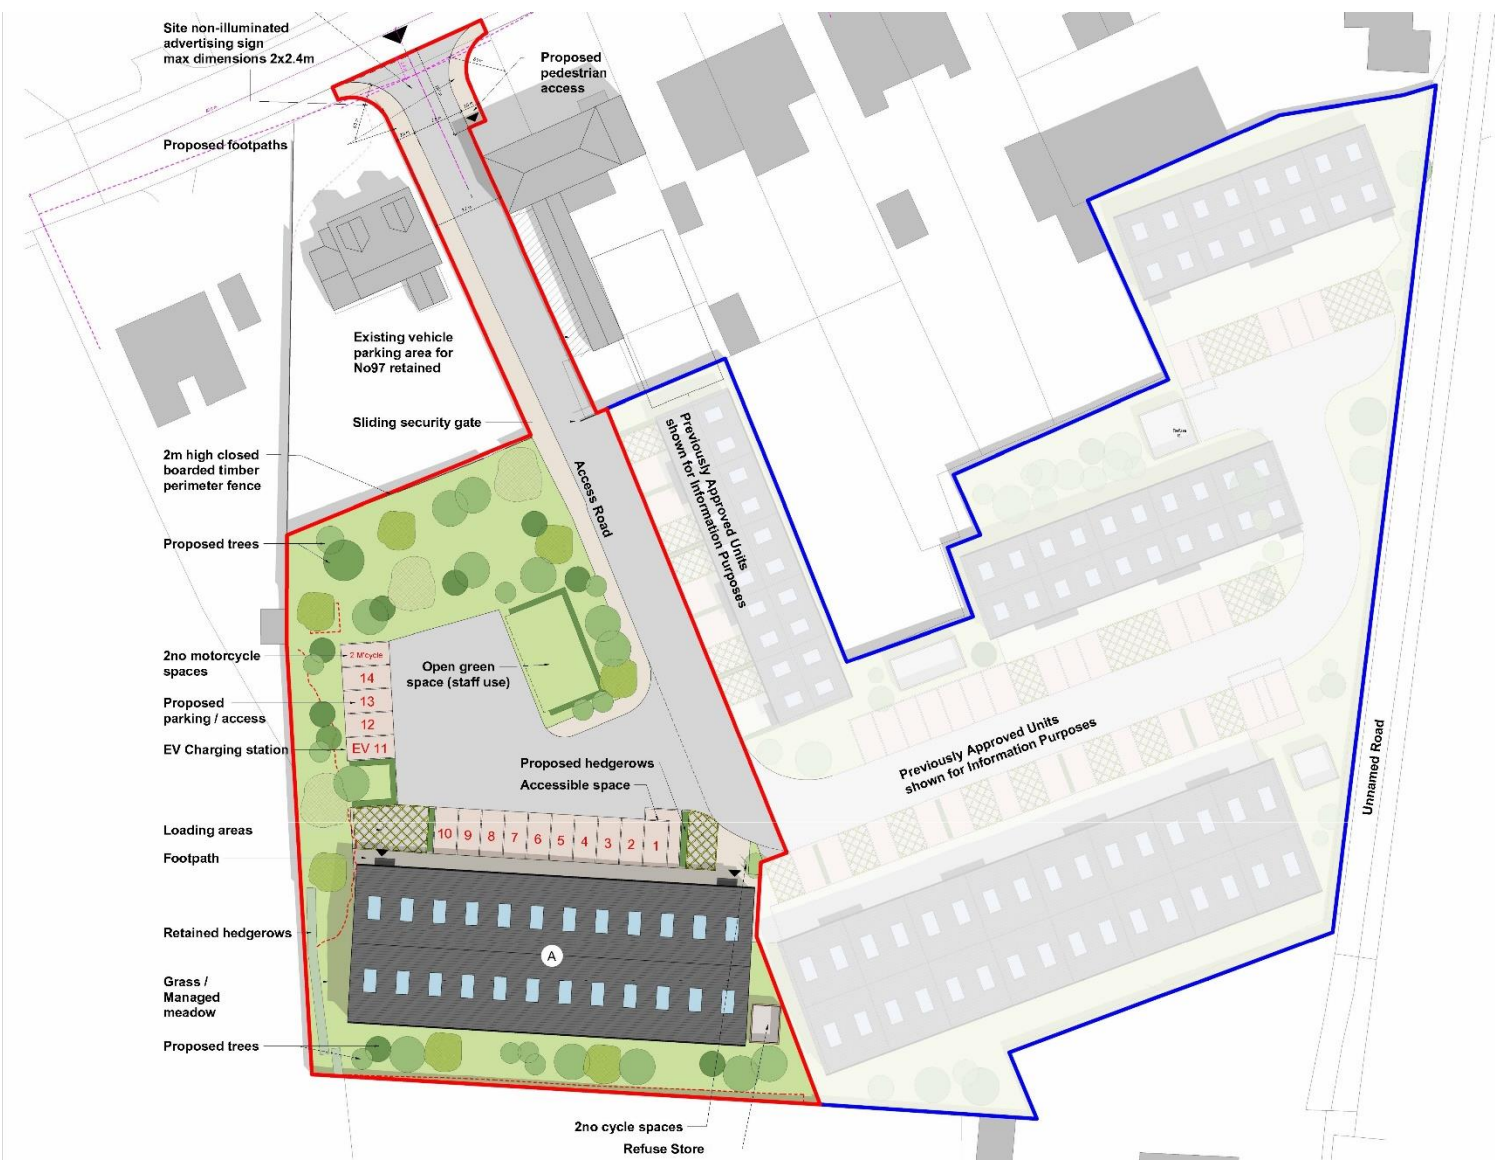 Site non-illuminated
advertising sign
max dimensions 2x2.4m
Proposed
pedestrian
access
Proposed footpaths
Existing vehicle
parking area for
No97 retained
Sliding security gate
2m high closed
boarded timber
perimeter fence
Access Road
Previously Approved Units
shown for Information Purposes
Proposed trees
2no motorcycle
spaces
2 M'cycle
14
13
12
EV 11
Open green
space (staff use)
Proposed
parking / access
EV Charging station
Proposed hedgerows
Accessible space
Previously Approved Units
shown for Information Purposes
Unnamed Road
Loading areas
10 9 8 7 6 5 4 3 2 1
Footpath
Retained hedgerows
A
Grass /
Managed
meadow
Proposed trees
2no cycle spaces
Refuse Store